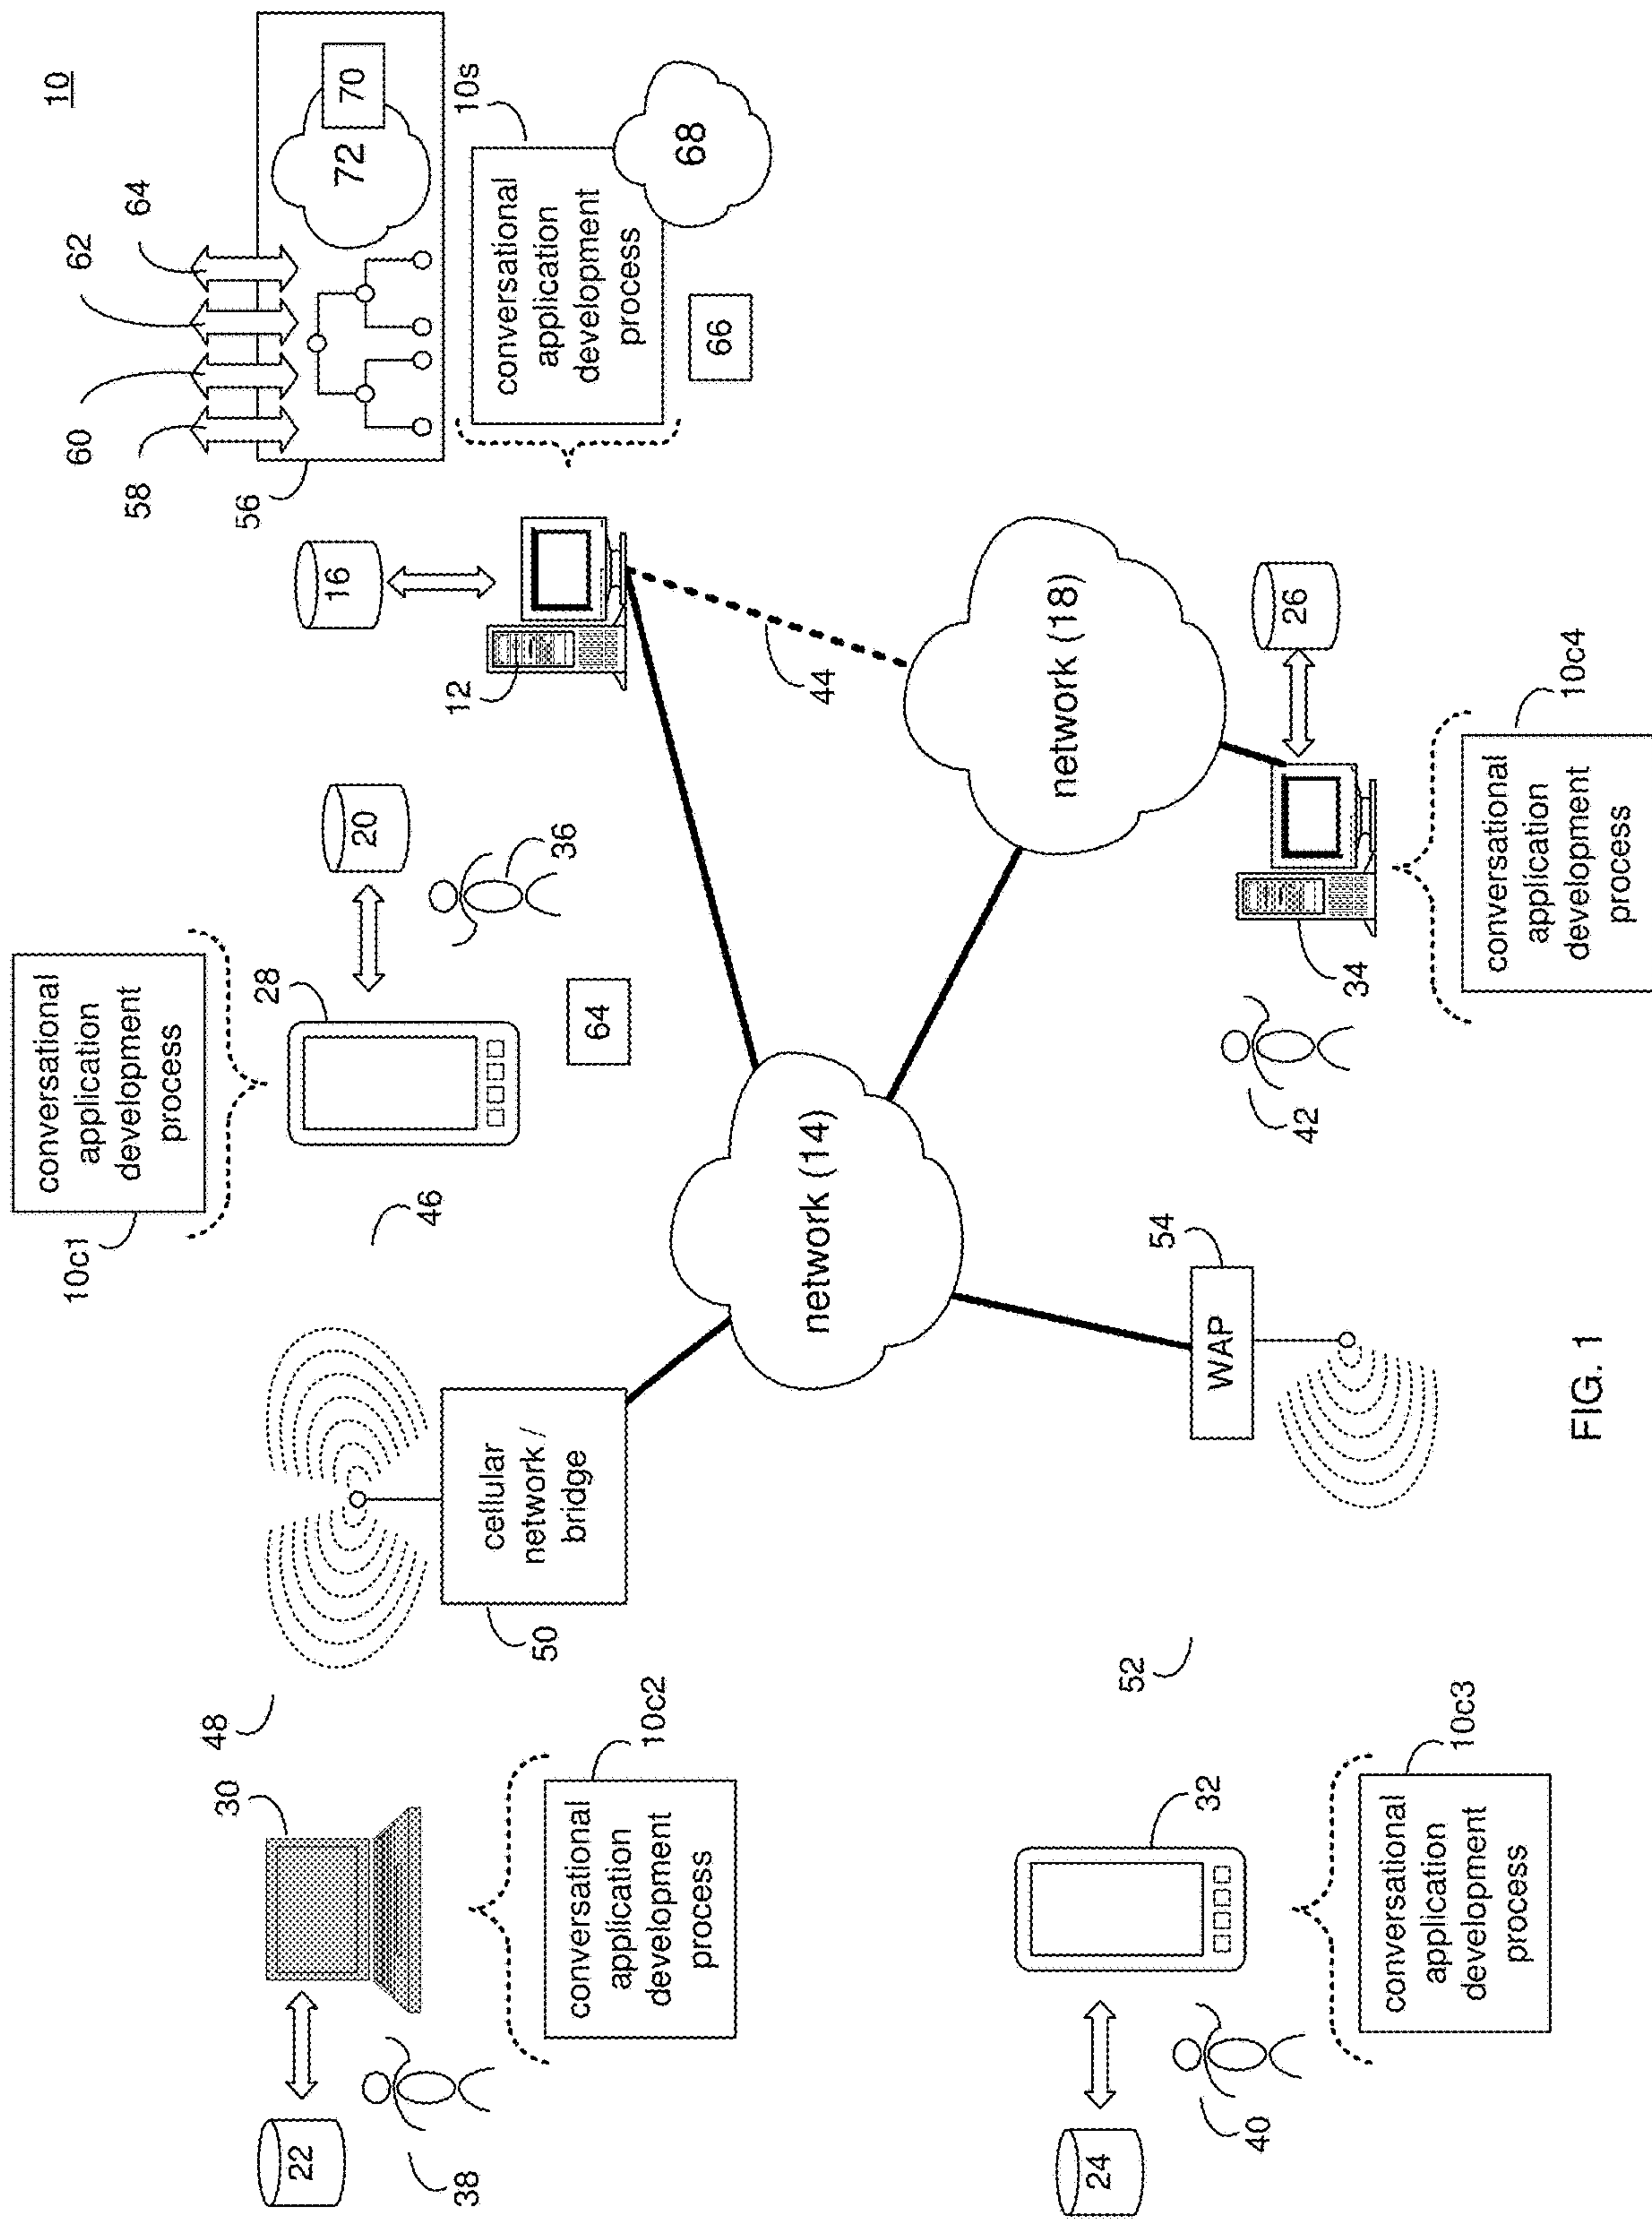 10
58
60
62
64
56
72
70
16
12
conversational
application
development
process
10s
68
66
10c1
conversational
application
development
process
28
20
36
64
46
48
30
22
38
conversational
application
development
process
10c2
cellular
network /
bridge
50
network (14)
44
network (18)
26
34
42
conversational
application
development
process
10c4
54
WAP
52
32
24
40
conversational
application
development
process
10c3
FIG. 1